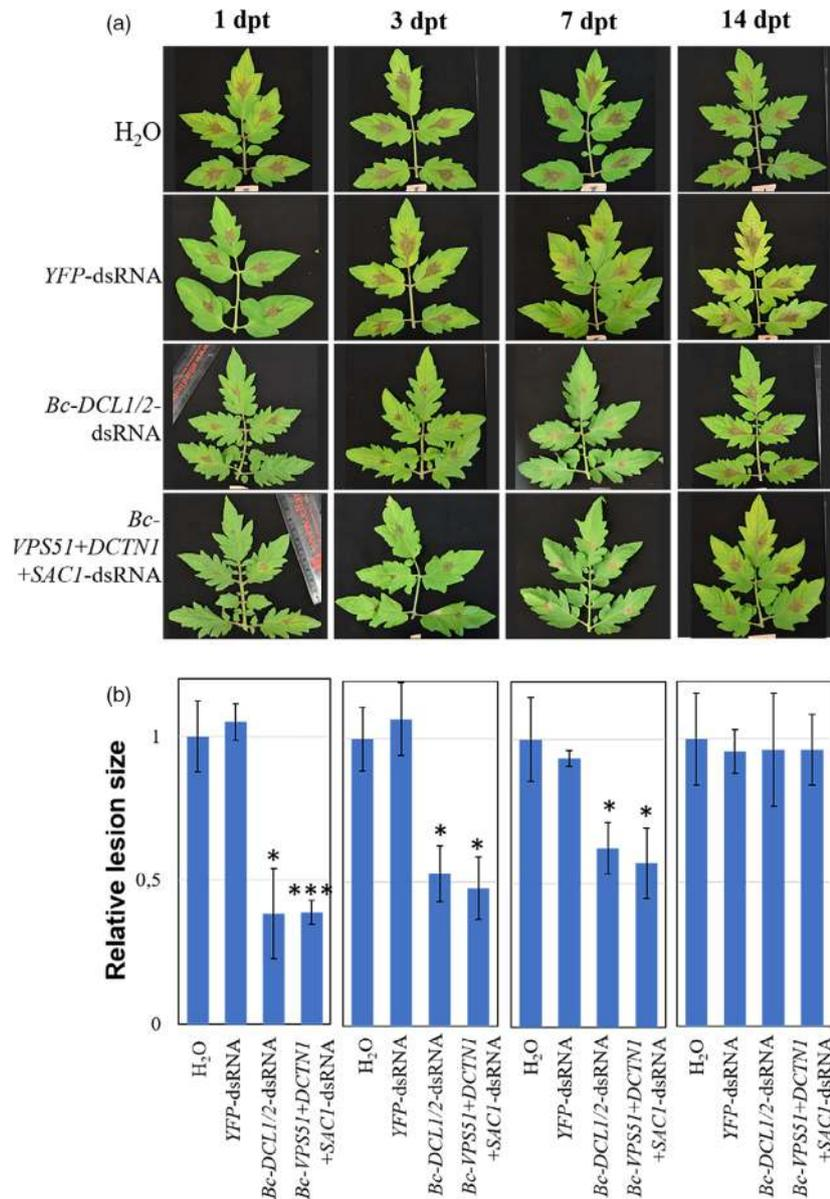 (a)
1 dpt 3 dpt 7 dpt 14 dpt
H₂O
YFP-dsRNA
Bc-DCL1/2-
dsRNA
Bc-
VPS51+DCTN1
+SAC1-dsRNA
(b)
Relative lesion size
1
0,5
0
*
***
*
*
*
*
H₂O
YFP-dsRNA
Bc-DCL1/2-dsRNA
Bc-VPS51+DCTN1
+SAC1-dsRNA
H₂O
YFP-dsRNA
Bc-DCL1/2-dsRNA
Bc-VPS51+DCTN1
+SAC1-dsRNA
H₂O
YFP-dsRNA
Bc-DCL1/2-dsRNA
Bc-VPS51+DCTN1
+SAC1-dsRNA
H₂O
YFP-dsRNA
Bc-DCL1/2-dsRNA
Bc-VPS51+DCTN1
+SAC1-dsRNA